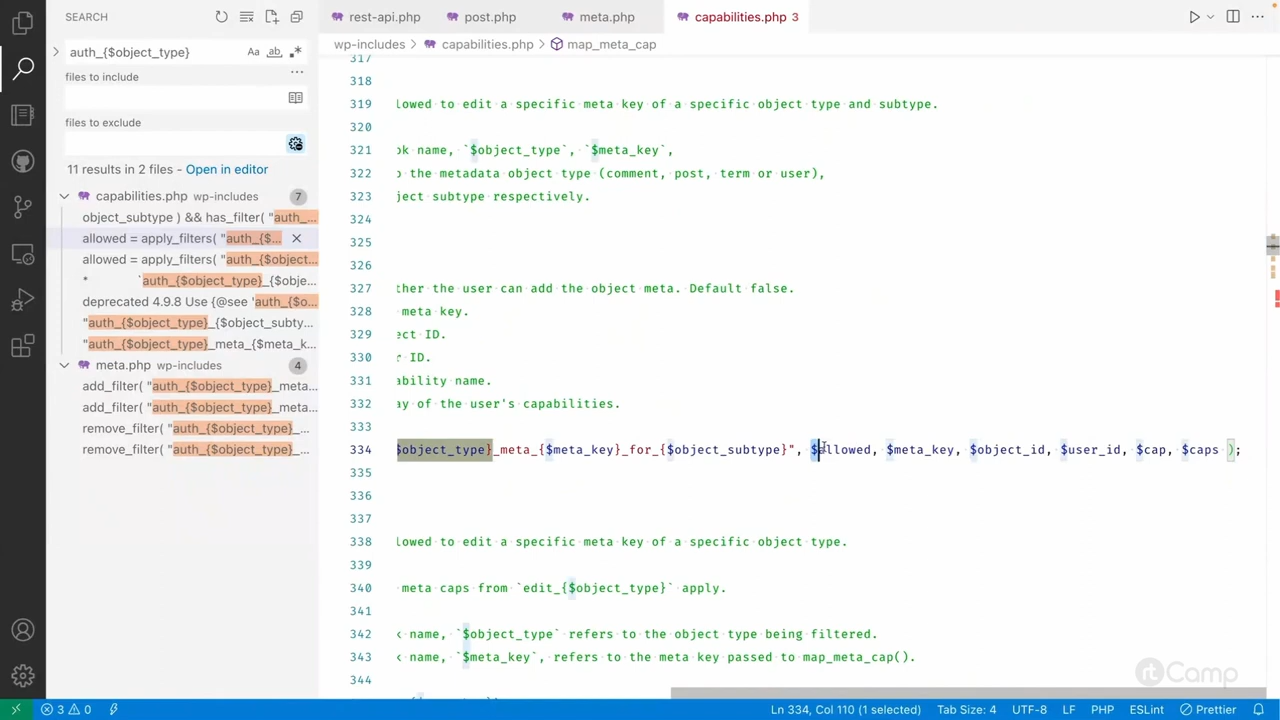 SEARCH
rest-api.php
post.php
meta.php
capabilities.php 3
auth_{$object_type}
Aa ab .*
wp-includes > capabilities.php > map_meta_cap
files to include
files to exclude
11 results in 2 files - Open in editor
capabilities.php wp-includes 7
object_subtype ) && has_filter( "auth_...
allowed = apply_filters( "auth_{$...
allowed = apply_filters( "auth_{$object...
* `auth_{$object_type}_{$obje...
deprecated 4.9.8 Use {@see 'auth_{$o...
"auth_{$object_type}_{$object_subty...
"auth_{$object_type}_meta_{$meta_k...
meta.php wp-includes 4
add_filter( "auth_{$object_type}_meta...
add_filter( "auth_{$object_type}_meta...
remove_filter( "auth_{$object_type}_...
remove_filter( "auth_{$object_type}_...
317
318
319 lowed to edit a specific meta key of a specific object type and subtype.
320
321 ok name, `$object_type`, `$meta_key`,
322 o the metadata object type (comment, post, term or user),
323 ject subtype respectively.
324
325
326
327 ther the user can add the object meta. Default false.
328 meta key.
329 ect ID.
330 r ID.
331 ability name.
332 ay of the user's capabilities.
333
334 $object_type}_meta_{$meta_key}_for_{$object_subtype}", $allowed, $meta_key, $object_id, $user_id, $cap, $caps );
335
336
337
338 lowed to edit a specific meta key of a specific object type.
339
340 meta caps from `edit_{$object_type}` apply.
341
342 k name, `$object_type` refers to the object type being filtered.
343 k name, `$meta_key`, refers to the meta key passed to map_meta_cap().
344
rtCamp
3 0
Ln 334, Col 110 (1 selected) Tab Size: 4 UTF-8 LF PHP ESLint Prettier